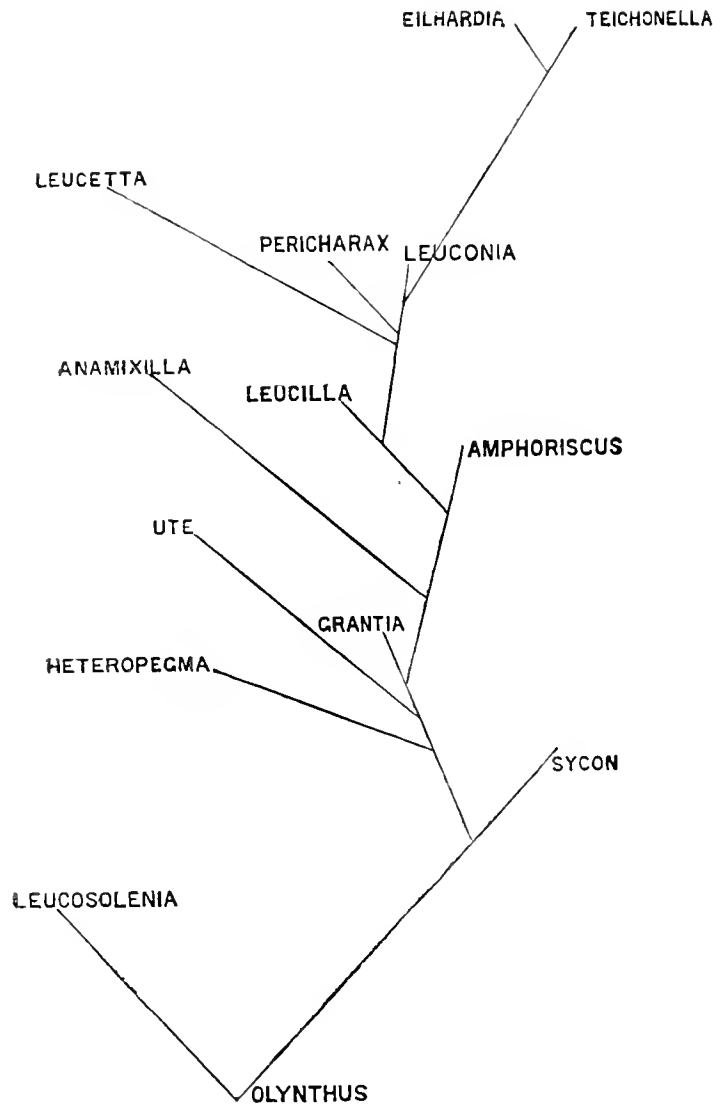 EILHARDIA
TEICHONELLA
LEUCETTA
PERICHARAX
LEUCONIA
ANAMIXILLA
LEUCILLA
AMPHORISCUS
UTE
GRANTIA
HETEROPEGMA
SYCON
LEUCOSOLENIA
OLYNTHUS